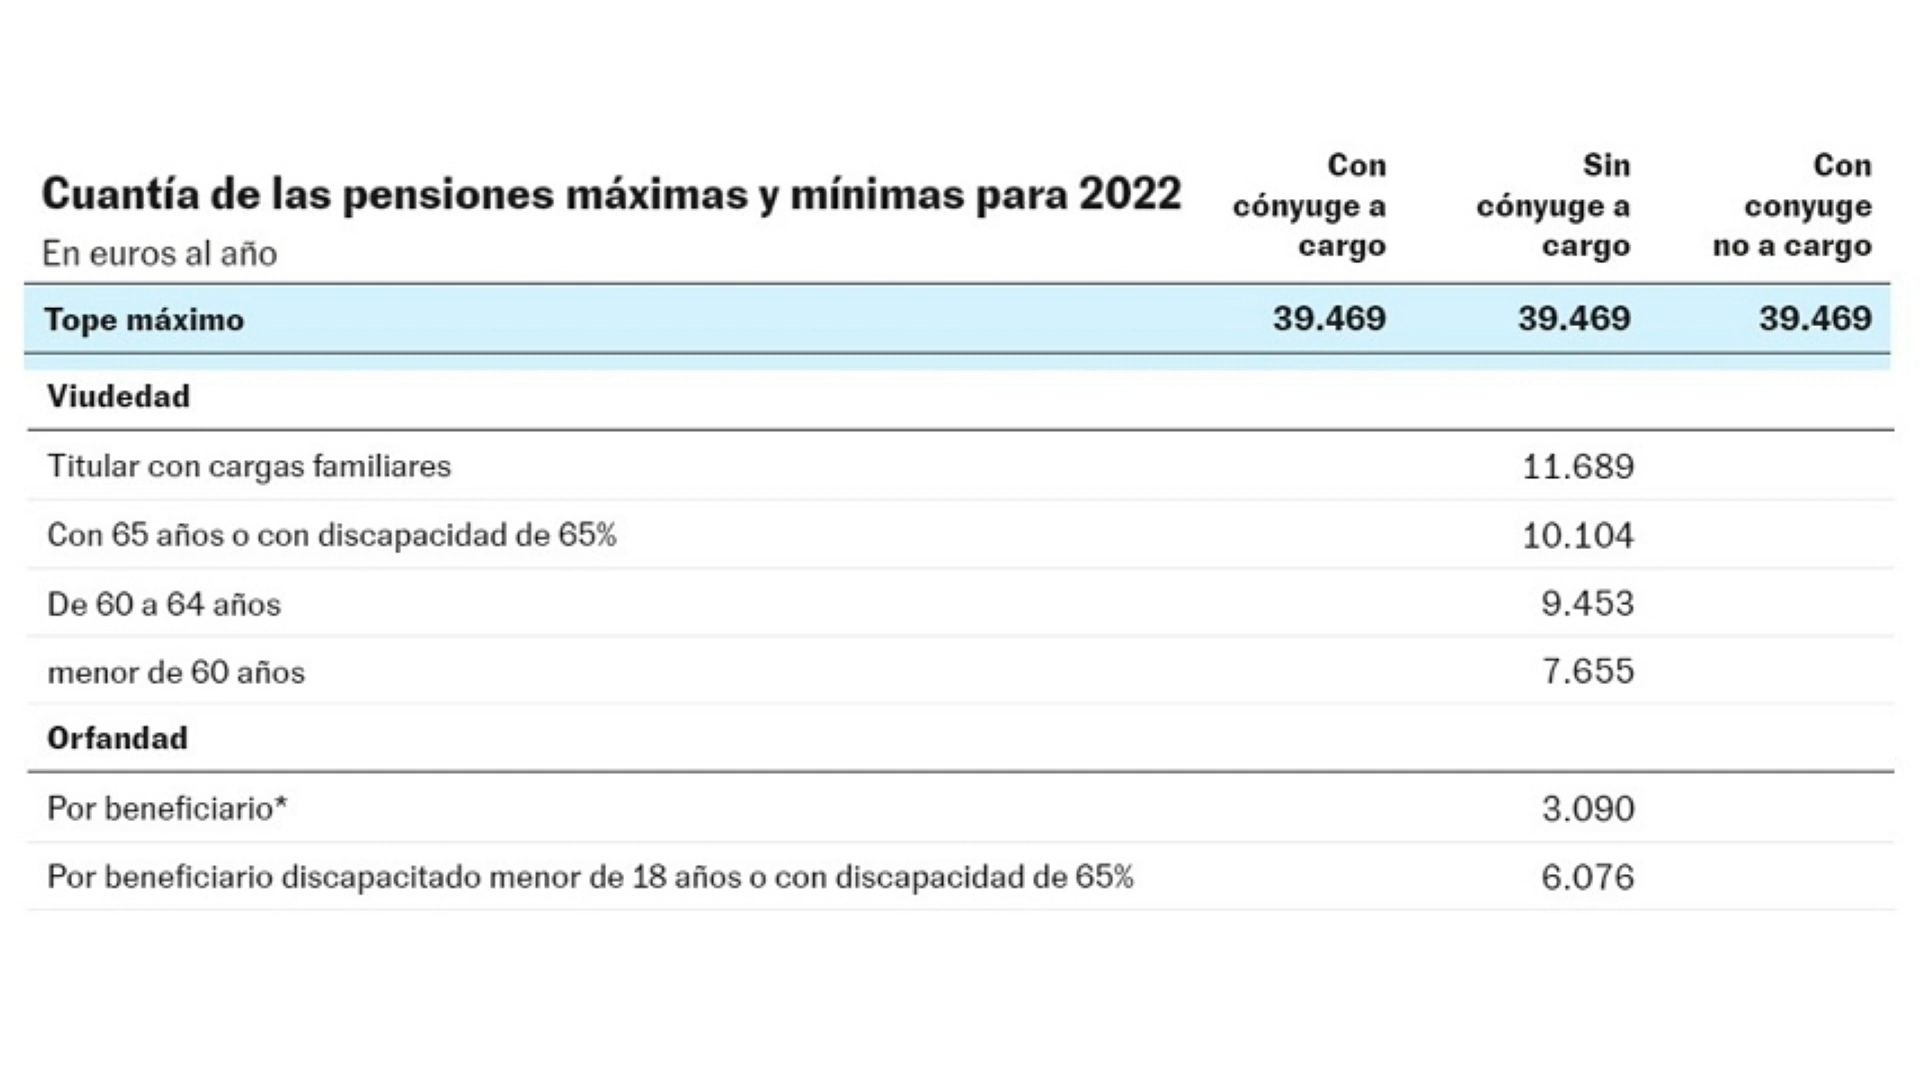 Cuantía de las pensiones máximas y mínimas para 2022
En euros al año
Con
cónyuge a
cargo
Sin
cónyuge a
cargo
Con
conyuge
no a cargo
Tope máximo 39.469 39.469 39.469
Viudedad
Titular con cargas familiares 11.689
Con 65 años o con discapacidad de 65% 10.104
De 60 a 64 años 9.453
menor de 60 años 7.655
Orfandad
Por beneficiario* 3.090
Por beneficiario discapacitado menor de 18 años o con discapacidad de 65% 6.076